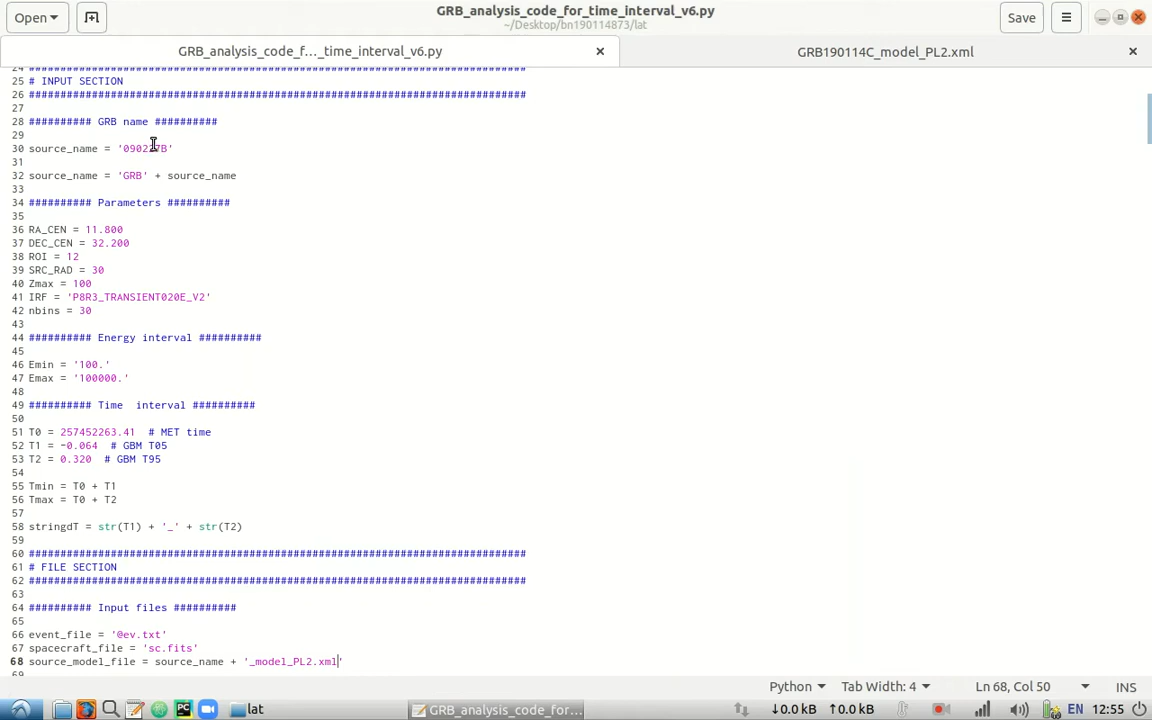 Open
GRB_analysis_code_for_time_interval_v6.py
~/Desktop/bn190114873/lat
Save
GRB_analysis_code_f…_time_interval_v6.py
GRB190114C_model_PL2.xml
24 ################################################################################
25 # INPUT SECTION
26 ################################################################################
27
28 ########## GRB name ##########
29
30 source_name = '090227B'
31
32 source_name = 'GRB' + source_name
33
34 ########## Parameters ##########
35
36 RA_CEN = 11.800
37 DEC_CEN = 32.200
38 ROI = 12
39 SRC_RAD = 30
40 Zmax = 100
41 IRF = 'P8R3_TRANSIENT020E_V2'
42 nbins = 30
43
44 ########## Energy interval ##########
45
46 Emin = '100.'
47 Emax = '100000.'
48
49 ########## Time  interval ##########
50
51 T0 = 257452263.41  # MET time
52 T1 = -0.064  # GBM T05
53 T2 = 0.320  # GBM T95
54
55 Tmin = T0 + T1
56 Tmax = T0 + T2
57
58 stringdT = str(T1) + '_' + str(T2)
59
60 ################################################################################
61 # FILE SECTION
62 ################################################################################
63
64 ########## Input files ##########
65
66 event_file = '@ev.txt'
67 spacecraft_file = 'sc.fits'
68 source_model_file = source_name + '_model_PL2.xml'
69
Python
Tab Width: 4
Ln 68, Col 50
INS
lat
GRB_analysis_code_for…
0.0 kB
0.0 kB
EN
12:55